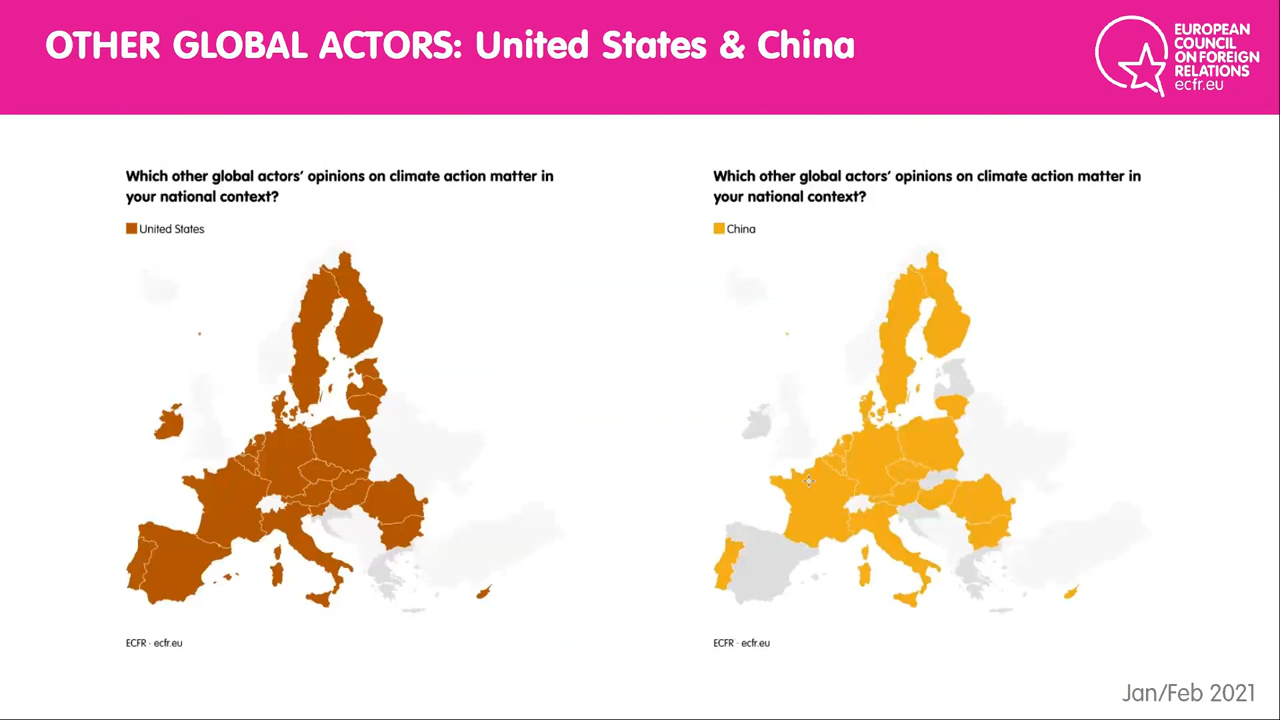 OTHER GLOBAL ACTORS: United States & China
EUROPEAN
COUNCIL
ON FOREIGN
RELATIONS
ecfr.eu
Which other global actors' opinions on climate action matter in
your national context?
United States
ECFR · ecfr.eu
Which other global actors' opinions on climate action matter in
your national context?
China
ECFR · ecfr.eu
Jan/Feb 2021